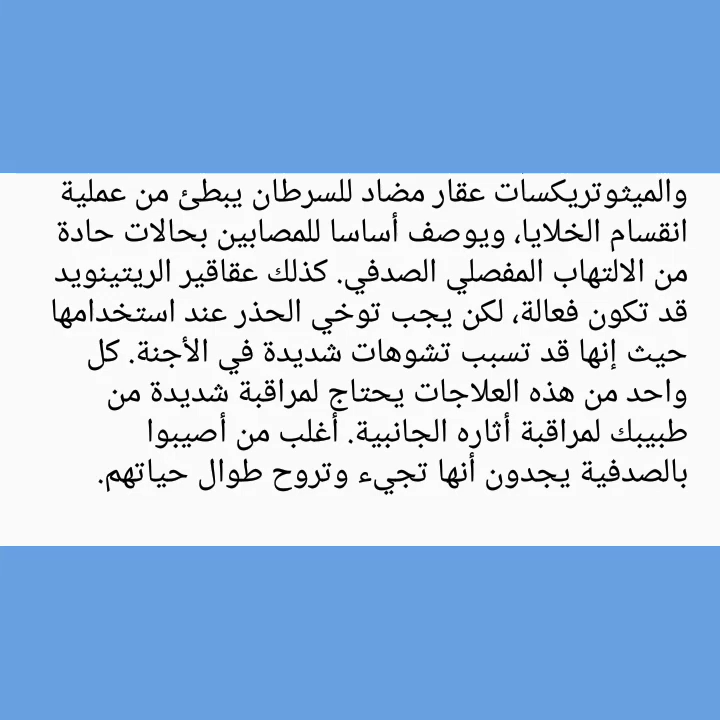 والميثوتريكسات عقار مضاد للسرطان يبطئ من عملية
انقسام الخلايا، ويوصف أساسا للمصابين بحالات حادة
من الالتهاب المفصلي الصدفي. كذلك عقاقير الريتينويد
قد تكون فعالة، لكن يجب توخي الحذر عند استخدامها
حيث إنها قد تسبب تشوهات شديدة في الأجنة. كل
واحد من هذه العلاجات يحتاج لمراقبة شديدة من
طبيبك لمراقبة أثاره الجانبية. أغلب من أصيبوا
بالصدفية يجدون أنها تجيء وتروح طوال حياتهم.